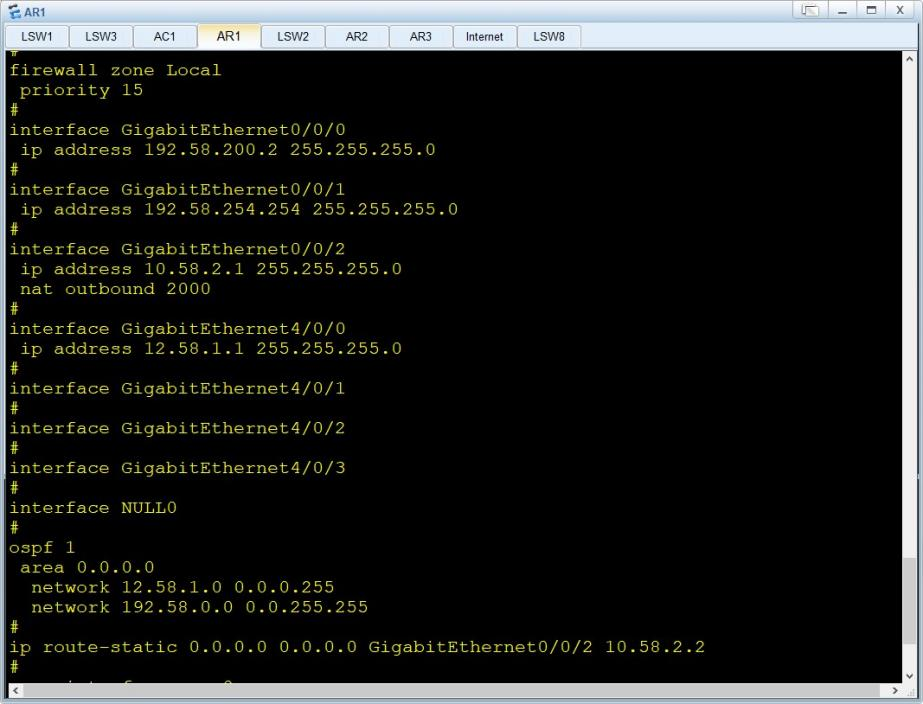 AR1
LSW1 LSW3 AC1 AR1 LSW2 AR2 AR3 Internet LSW8
#
firewall zone Local
 priority 15
#
interface GigabitEthernet0/0/0
 ip address 192.58.200.2 255.255.255.0
#
interface GigabitEthernet0/0/1
 ip address 192.58.254.254 255.255.255.0
#
interface GigabitEthernet0/0/2
 ip address 10.58.2.1 255.255.255.0
 nat outbound 2000
#
interface GigabitEthernet4/0/0
 ip address 12.58.1.1 255.255.255.0
#
interface GigabitEthernet4/0/1
#
interface GigabitEthernet4/0/2
#
interface GigabitEthernet4/0/3
#
interface NULL0
#
ospf 1
 area 0.0.0.0
  network 12.58.1.0 0.0.0.255
  network 192.58.0.0 0.0.255.255
#
ip route-static 0.0.0.0 0.0.0.0 GigabitEthernet0/0/2 10.58.2.2
#